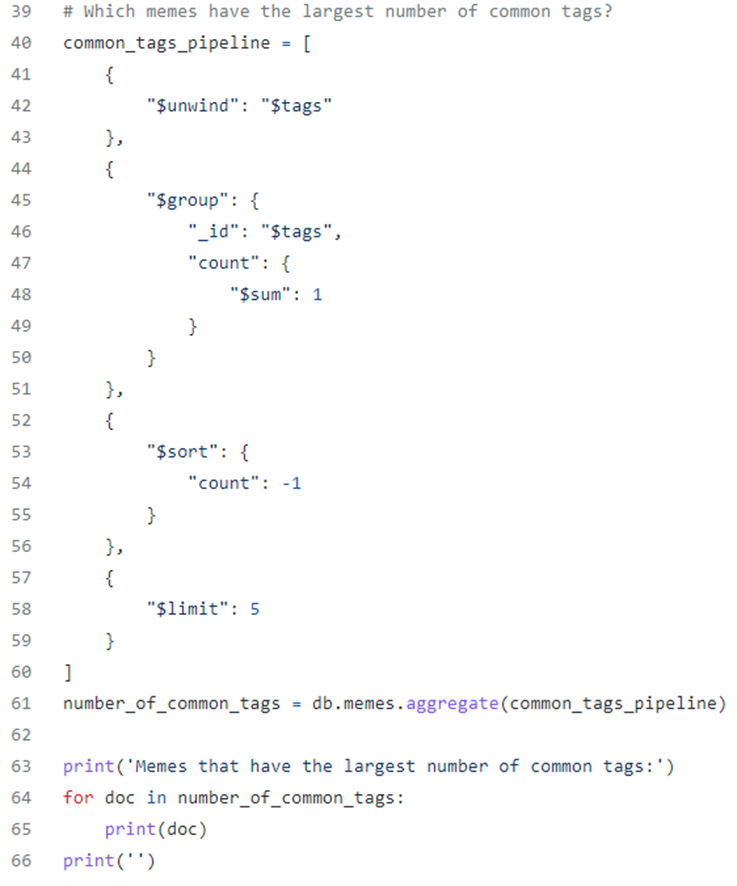 39 # Which memes have the largest number of common tags?
40 common_tags_pipeline = [
41     {
42         "$unwind": "$tags"
43     },
44     {
45         "$group": {
46             "_id": "$tags",
47             "count": {
48                 "$sum": 1
49             }
50         }
51     },
52     {
53         "$sort": {
54             "count": -1
55         }
56     },
57     {
58         "$limit": 5
59     }
60 ]
61 number_of_common_tags = db.memes.aggregate(common_tags_pipeline)
62
63 print('Memes that have the largest number of common tags:')
64 for doc in number_of_common_tags:
65     print(doc)
66 print('')